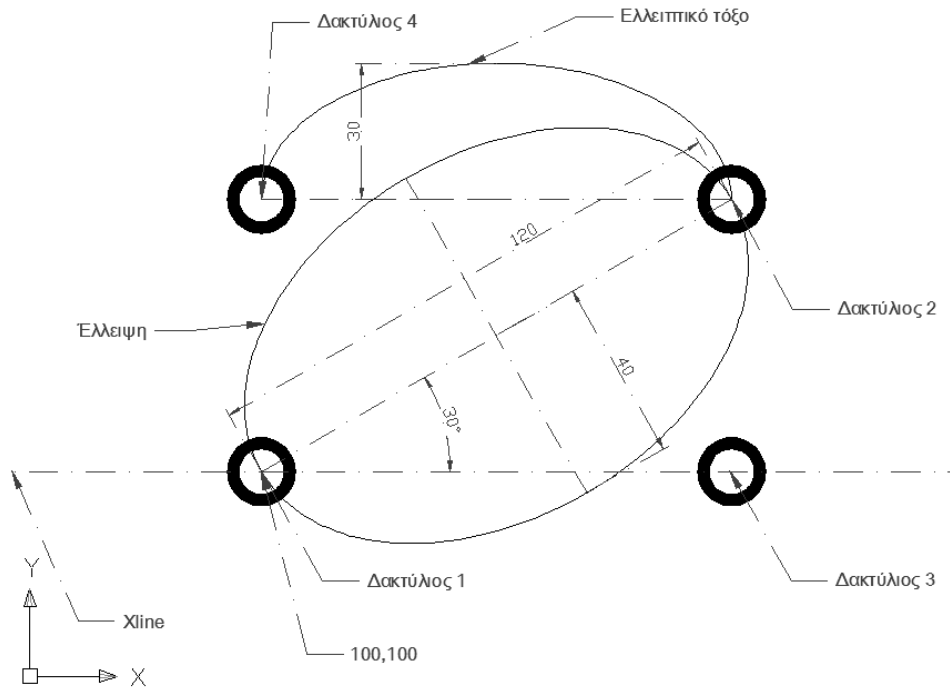 Δακτύλιος 4
Ελλειπτικό τόξο
30
120
Δακτύλιος 2
Έλλειψη
40
30°
Δακτύλιος 1
Δακτύλιος 3
Y
Xline
100,100
X